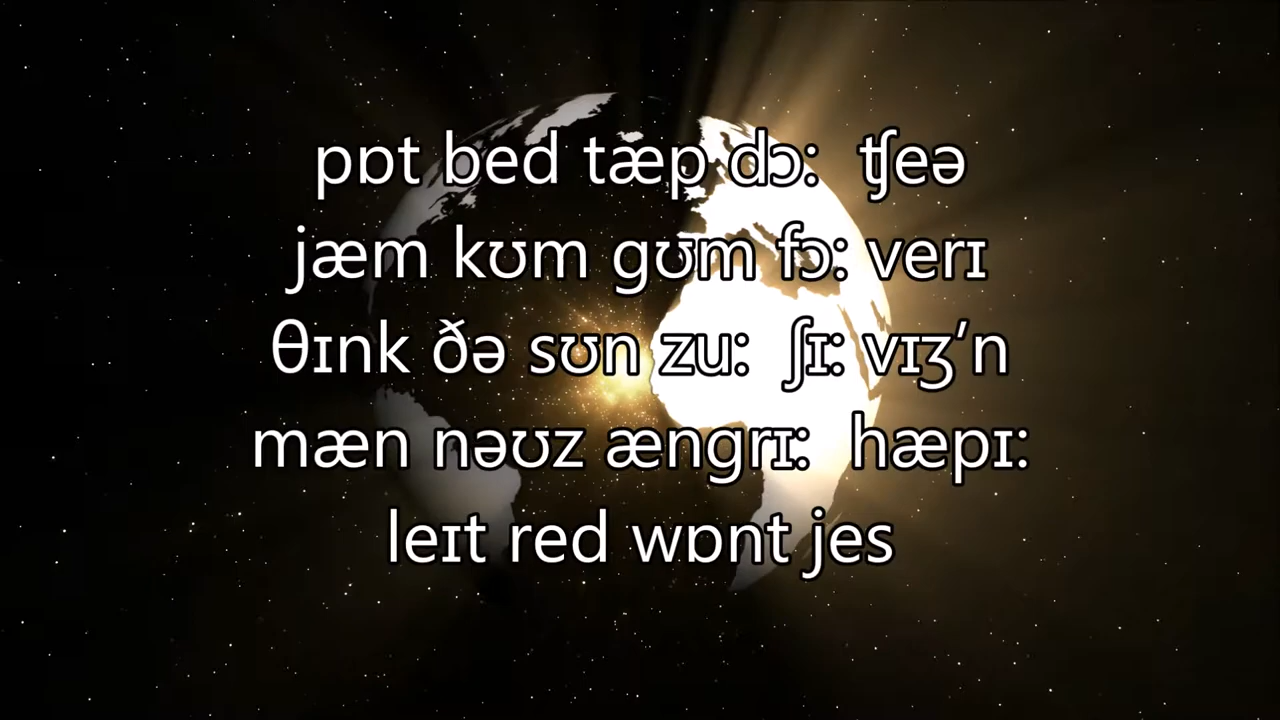 pɒt bed tæp dɔː ʧeə
jæm kʊm gʊm fɔː verɪ
θɪnk ðə sʊn zuː ʃɪː vɪʒ’n
mæn nəʊz ængrɪː hæpɪː
leɪt red wɒnt jes